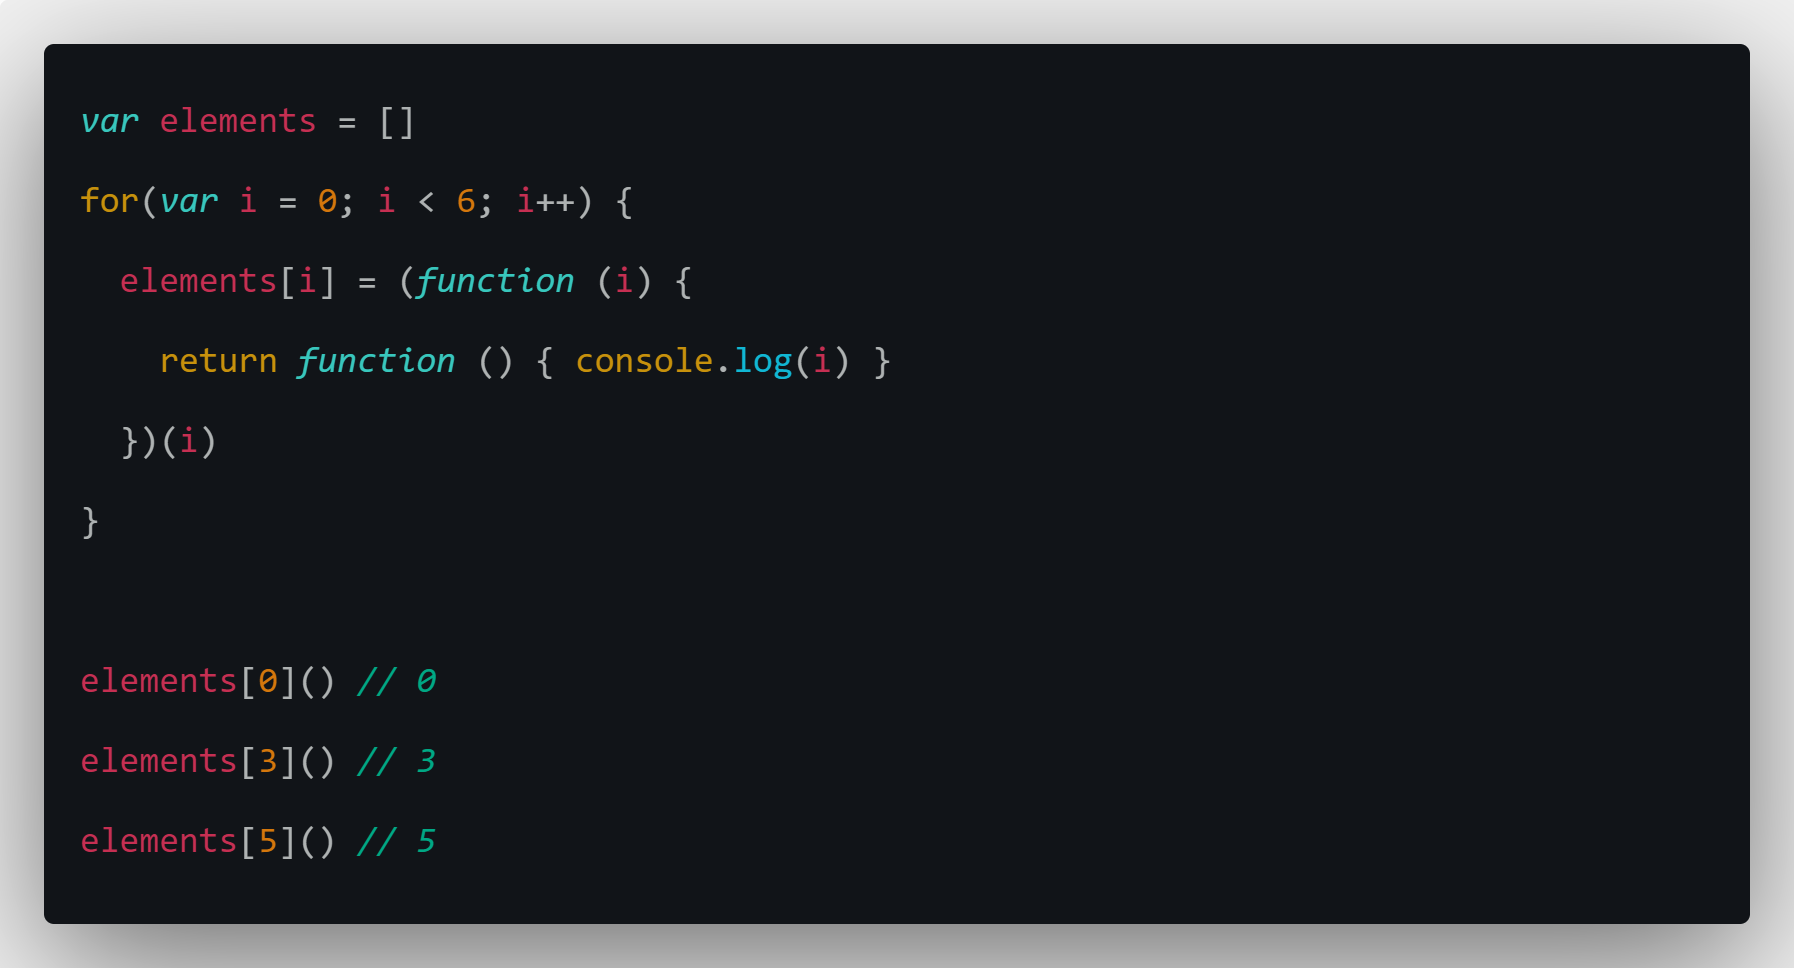 var elements = []
for(var i = 0; i < 6; i++) {
  elements[i] = (function (i) {
    return function () { console.log(i) }
  })(i)
}

elements[0]() // 0
elements[3]() // 3
elements[5]() // 5